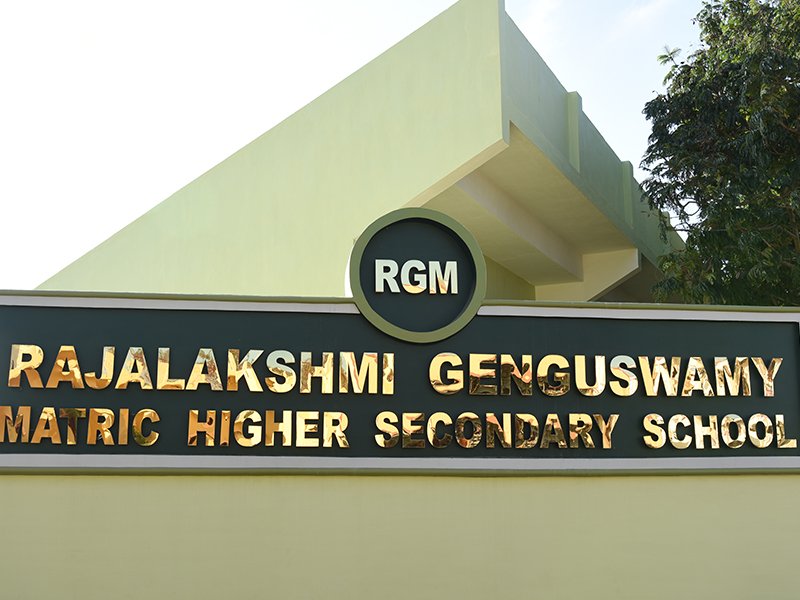 RGM
RAJALAKSHMI GENGUSWAMY
MATRIC HIGHER SECONDARY SCHOOL